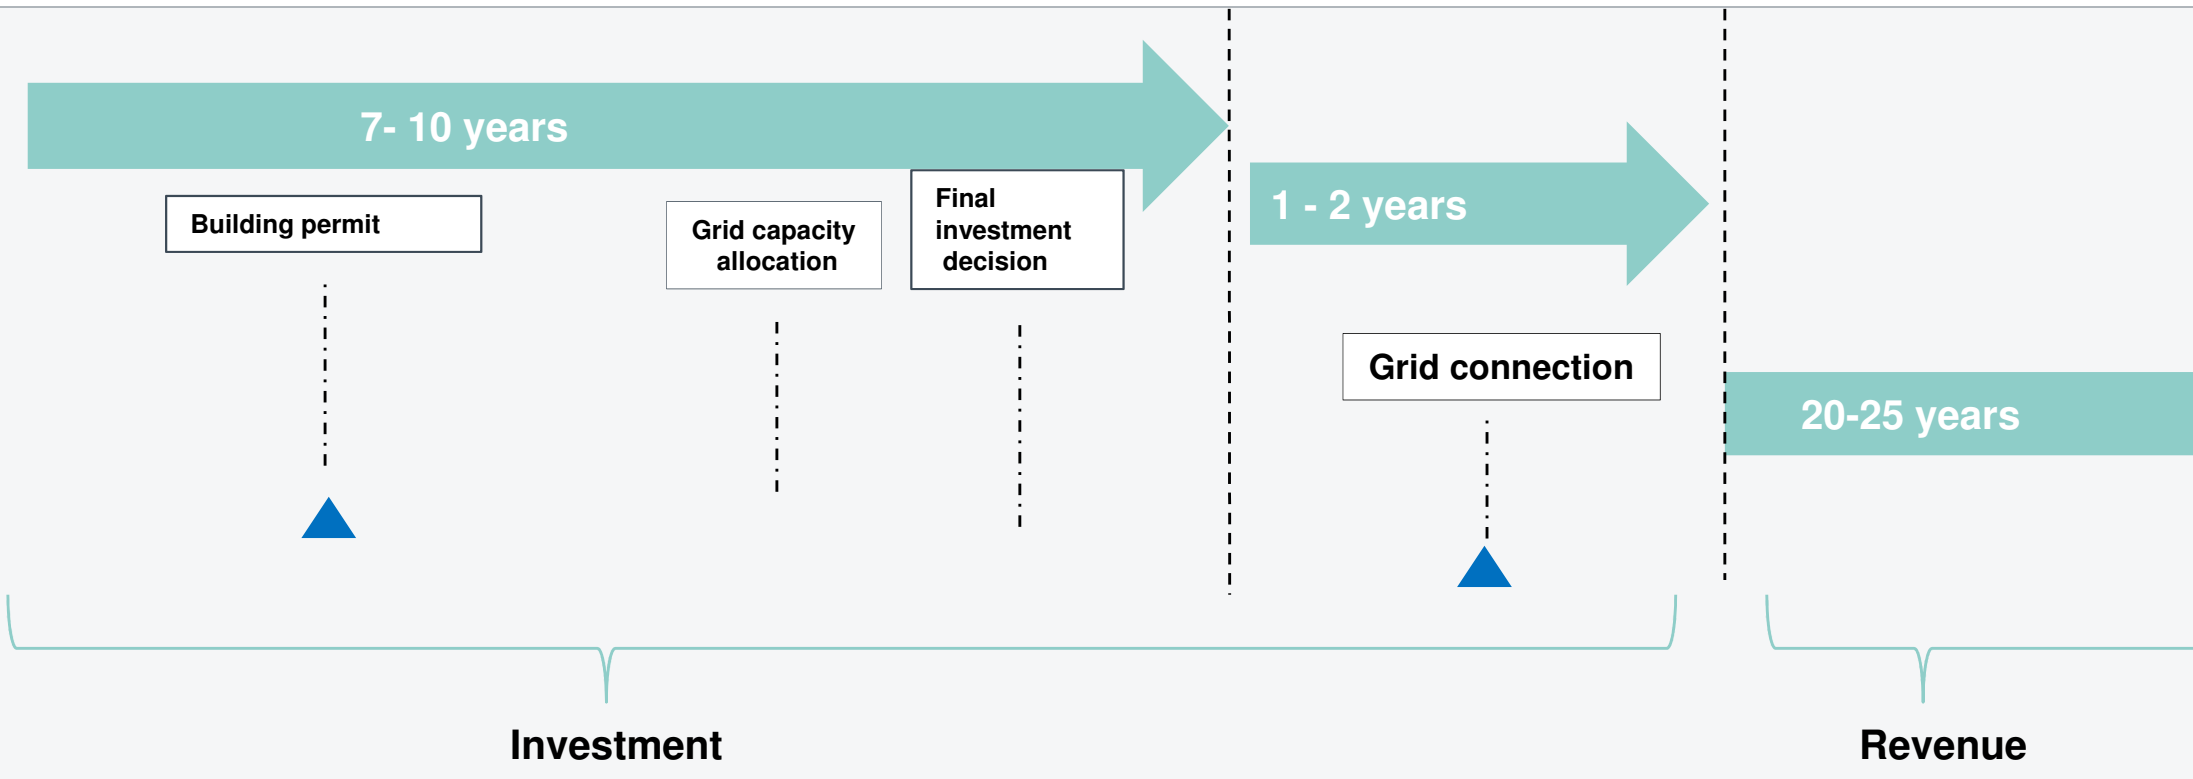 7- 10 years
Building permit
Grid capacity
allocation
Final
investment
decision
1 - 2 years
Grid connection
20-25 years
Investment
Revenue